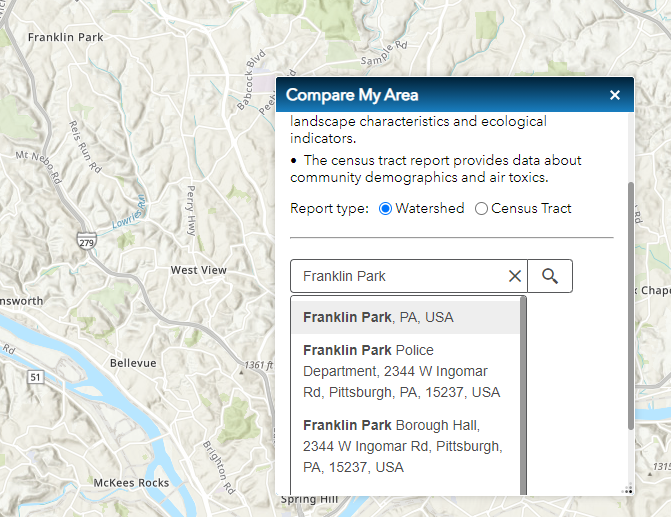 Franklin Park
Sample Rd
Babcock Blvd
Compare My Area
landscape characteristics and ecological
indicators.
• The census tract report provides data about
community demographics and air toxics.
Report type: Watershed Census Tract
Franklin Park
Franklin Park, PA, USA
Franklin Park Police
Department, 2344 W Ingomar
Rd, Pittsburgh, PA, 15237, USA
Franklin Park Borough Hall,
2344 W Ingomar Rd, Pittsburgh,
PA, 15237, USA
Mt Nebo Rd
Reis Run Rd
Lowries Run
Perry Hwy
279
West View
Rd
Bellevue
1361 ft
51
Brighton Rd
McKees Rocks
Spring Hill